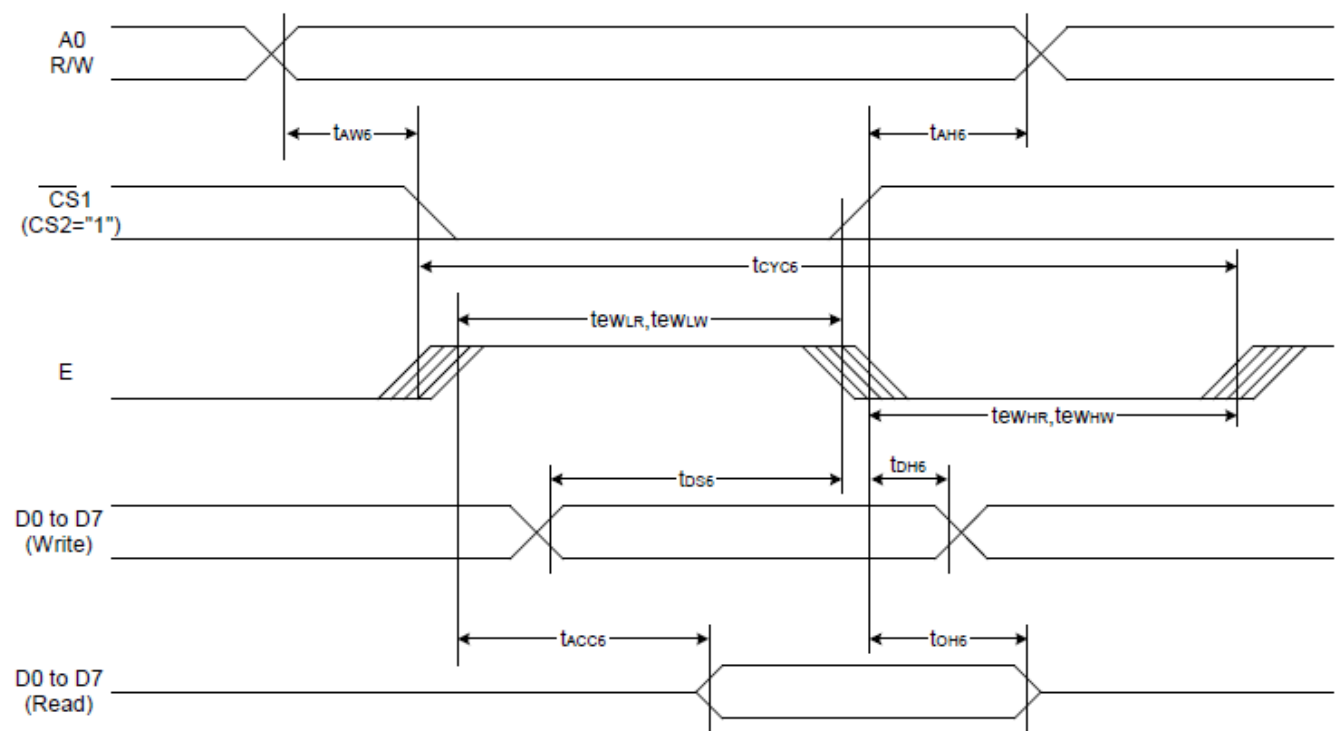 A0
R/W
tAW6
tAH6
CS1
(CS2="1")
tCYC6
tewLR,tewLW
E
tewHR,tewHW
tDS6
tDH6
D0 to D7
(Write)
tACC6
tOH6
D0 to D7
(Read)